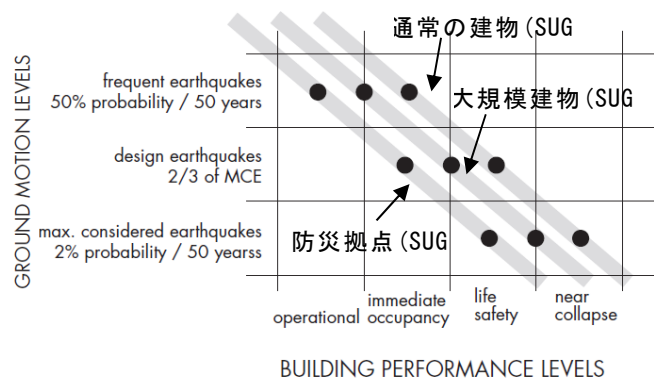 通常の建物(SUG
frequent earthquakes
50% probability / 50 years
大規模建物(SUG
design earthquakes
2/3 of MCE
max. considered earthquakes
2% probability / 50 yearss
防災拠点(SUG
GROUND MOTION LEVELS
operational
immediate
occupancy
life
safety
near
collapse
BUILDING PERFORMANCE LEVELS